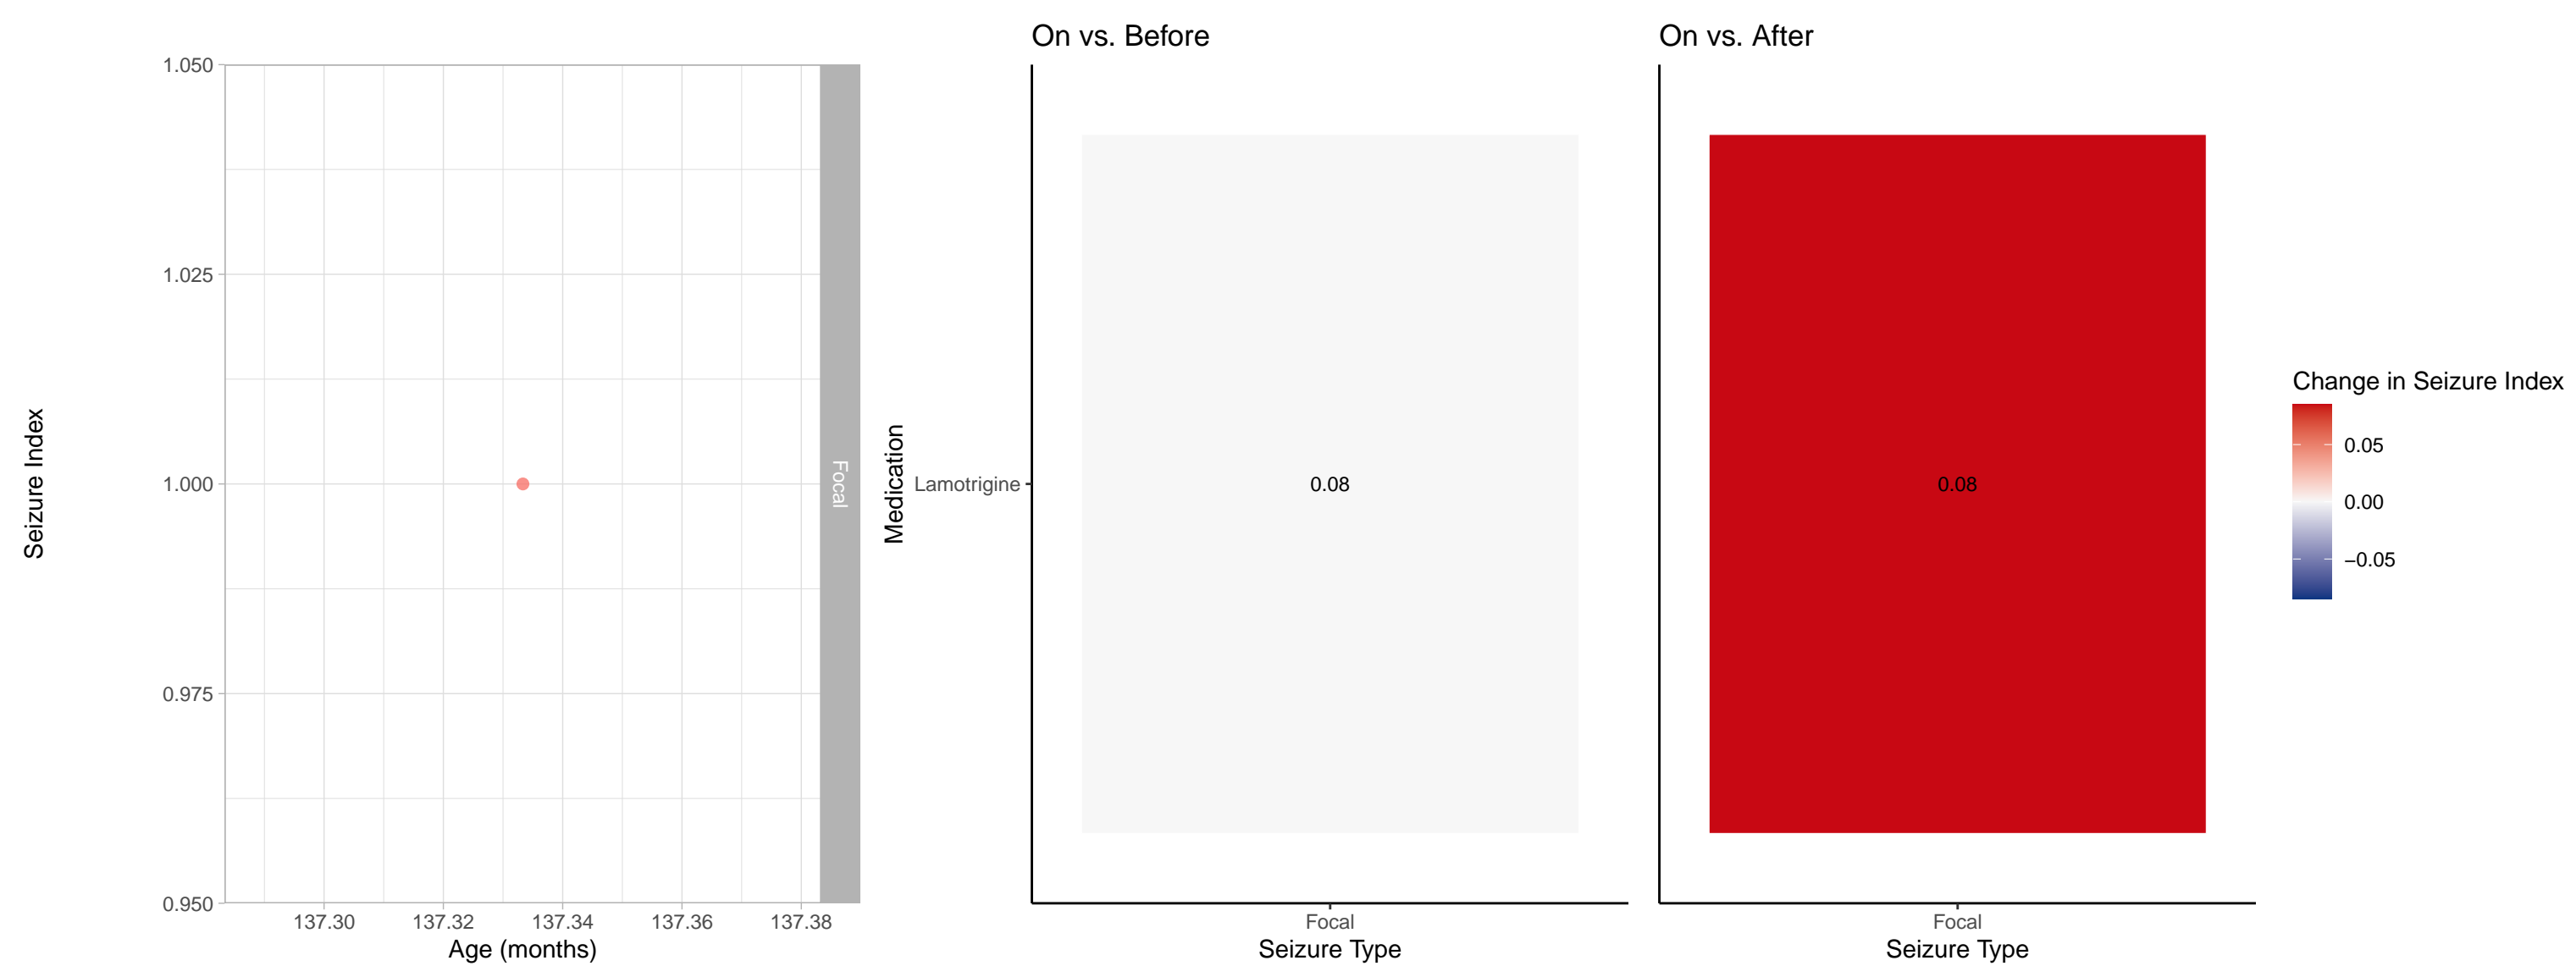 On vs. Before
On vs. After
1.050
1.025
1.000
0.975
0.950
Seizure Index
137.30 137.32 137.34 137.36 137.38
Age (months)
Focal
Medication
Lamotrigine
0.08
Focal
Seizure Type
0.08
Focal
Seizure Type
Change in Seizure Index
0.05
0.00
−0.05